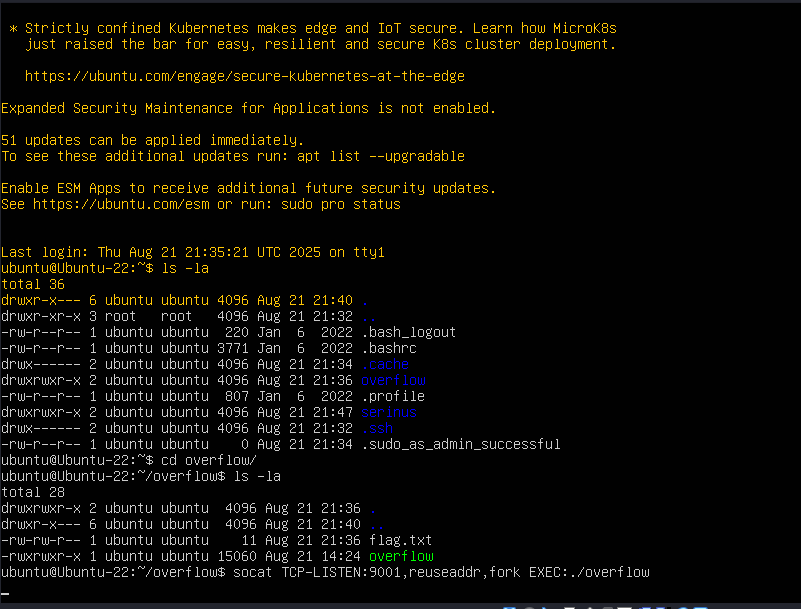 * Strictly confined Kubernetes makes edge and IoT secure. Learn how MicroK8s
just raised the bar for easy, resilient and secure K8s cluster deployment.
https://ubuntu.com/engage/secure-kubernetes-at-the-edge
Expanded Security Maintenance for Applications is not enabled.
51 updates can be applied immediately.
To see these additional updates run: apt list --upgradable
Enable ESM Apps to receive additional future security updates.
See https://ubuntu.com/esm or run: sudo pro status
Last login: Thu Aug 21 21:35:21 UTC 2025 on tty1
ubuntu@Ubuntu-22:~$ ls -la
total 36
drwxr-x--- 6 ubuntu ubuntu 4096 Aug 21 21:40 .
drwxr-xr-x 3 root   root   4096 Aug 21 21:32 ..
-rw-r--r-- 1 ubuntu ubuntu  220 Jan  6  2022 .bash_logout
-rw-r--r-- 1 ubuntu ubuntu 3771 Jan  6  2022 .bashrc
drwx------ 2 ubuntu ubuntu 4096 Aug 21 21:34 .cache
drwxrwxr-x 2 ubuntu ubuntu 4096 Aug 21 21:36 overflow
-rw-r--r-- 1 ubuntu ubuntu  807 Jan  6  2022 .profile
drwxrwxr-x 2 ubuntu ubuntu 4096 Aug 21 21:47 serinus
drwx------ 2 ubuntu ubuntu 4096 Aug 21 21:32 .ssh
-rw-r--r-- 1 ubuntu ubuntu    0 Aug 21 21:34 .sudo_as_admin_successful
ubuntu@Ubuntu-22:~$ cd overflow/
ubuntu@Ubuntu-22:~/overflow$ ls -la
total 28
drwxrwxr-x 2 ubuntu ubuntu  4096 Aug 21 21:36 .
drwxr-x--- 6 ubuntu ubuntu  4096 Aug 21 21:40 ..
-rw-rw-r-- 1 ubuntu ubuntu    11 Aug 21 21:36 flag.txt
-rwxrwxr-x 1 ubuntu ubuntu 15060 Aug 21 14:24 overflow
ubuntu@Ubuntu-22:~/overflow$ socat TCP-LISTEN:9001,reuseaddr,fork EXEC:./overflow